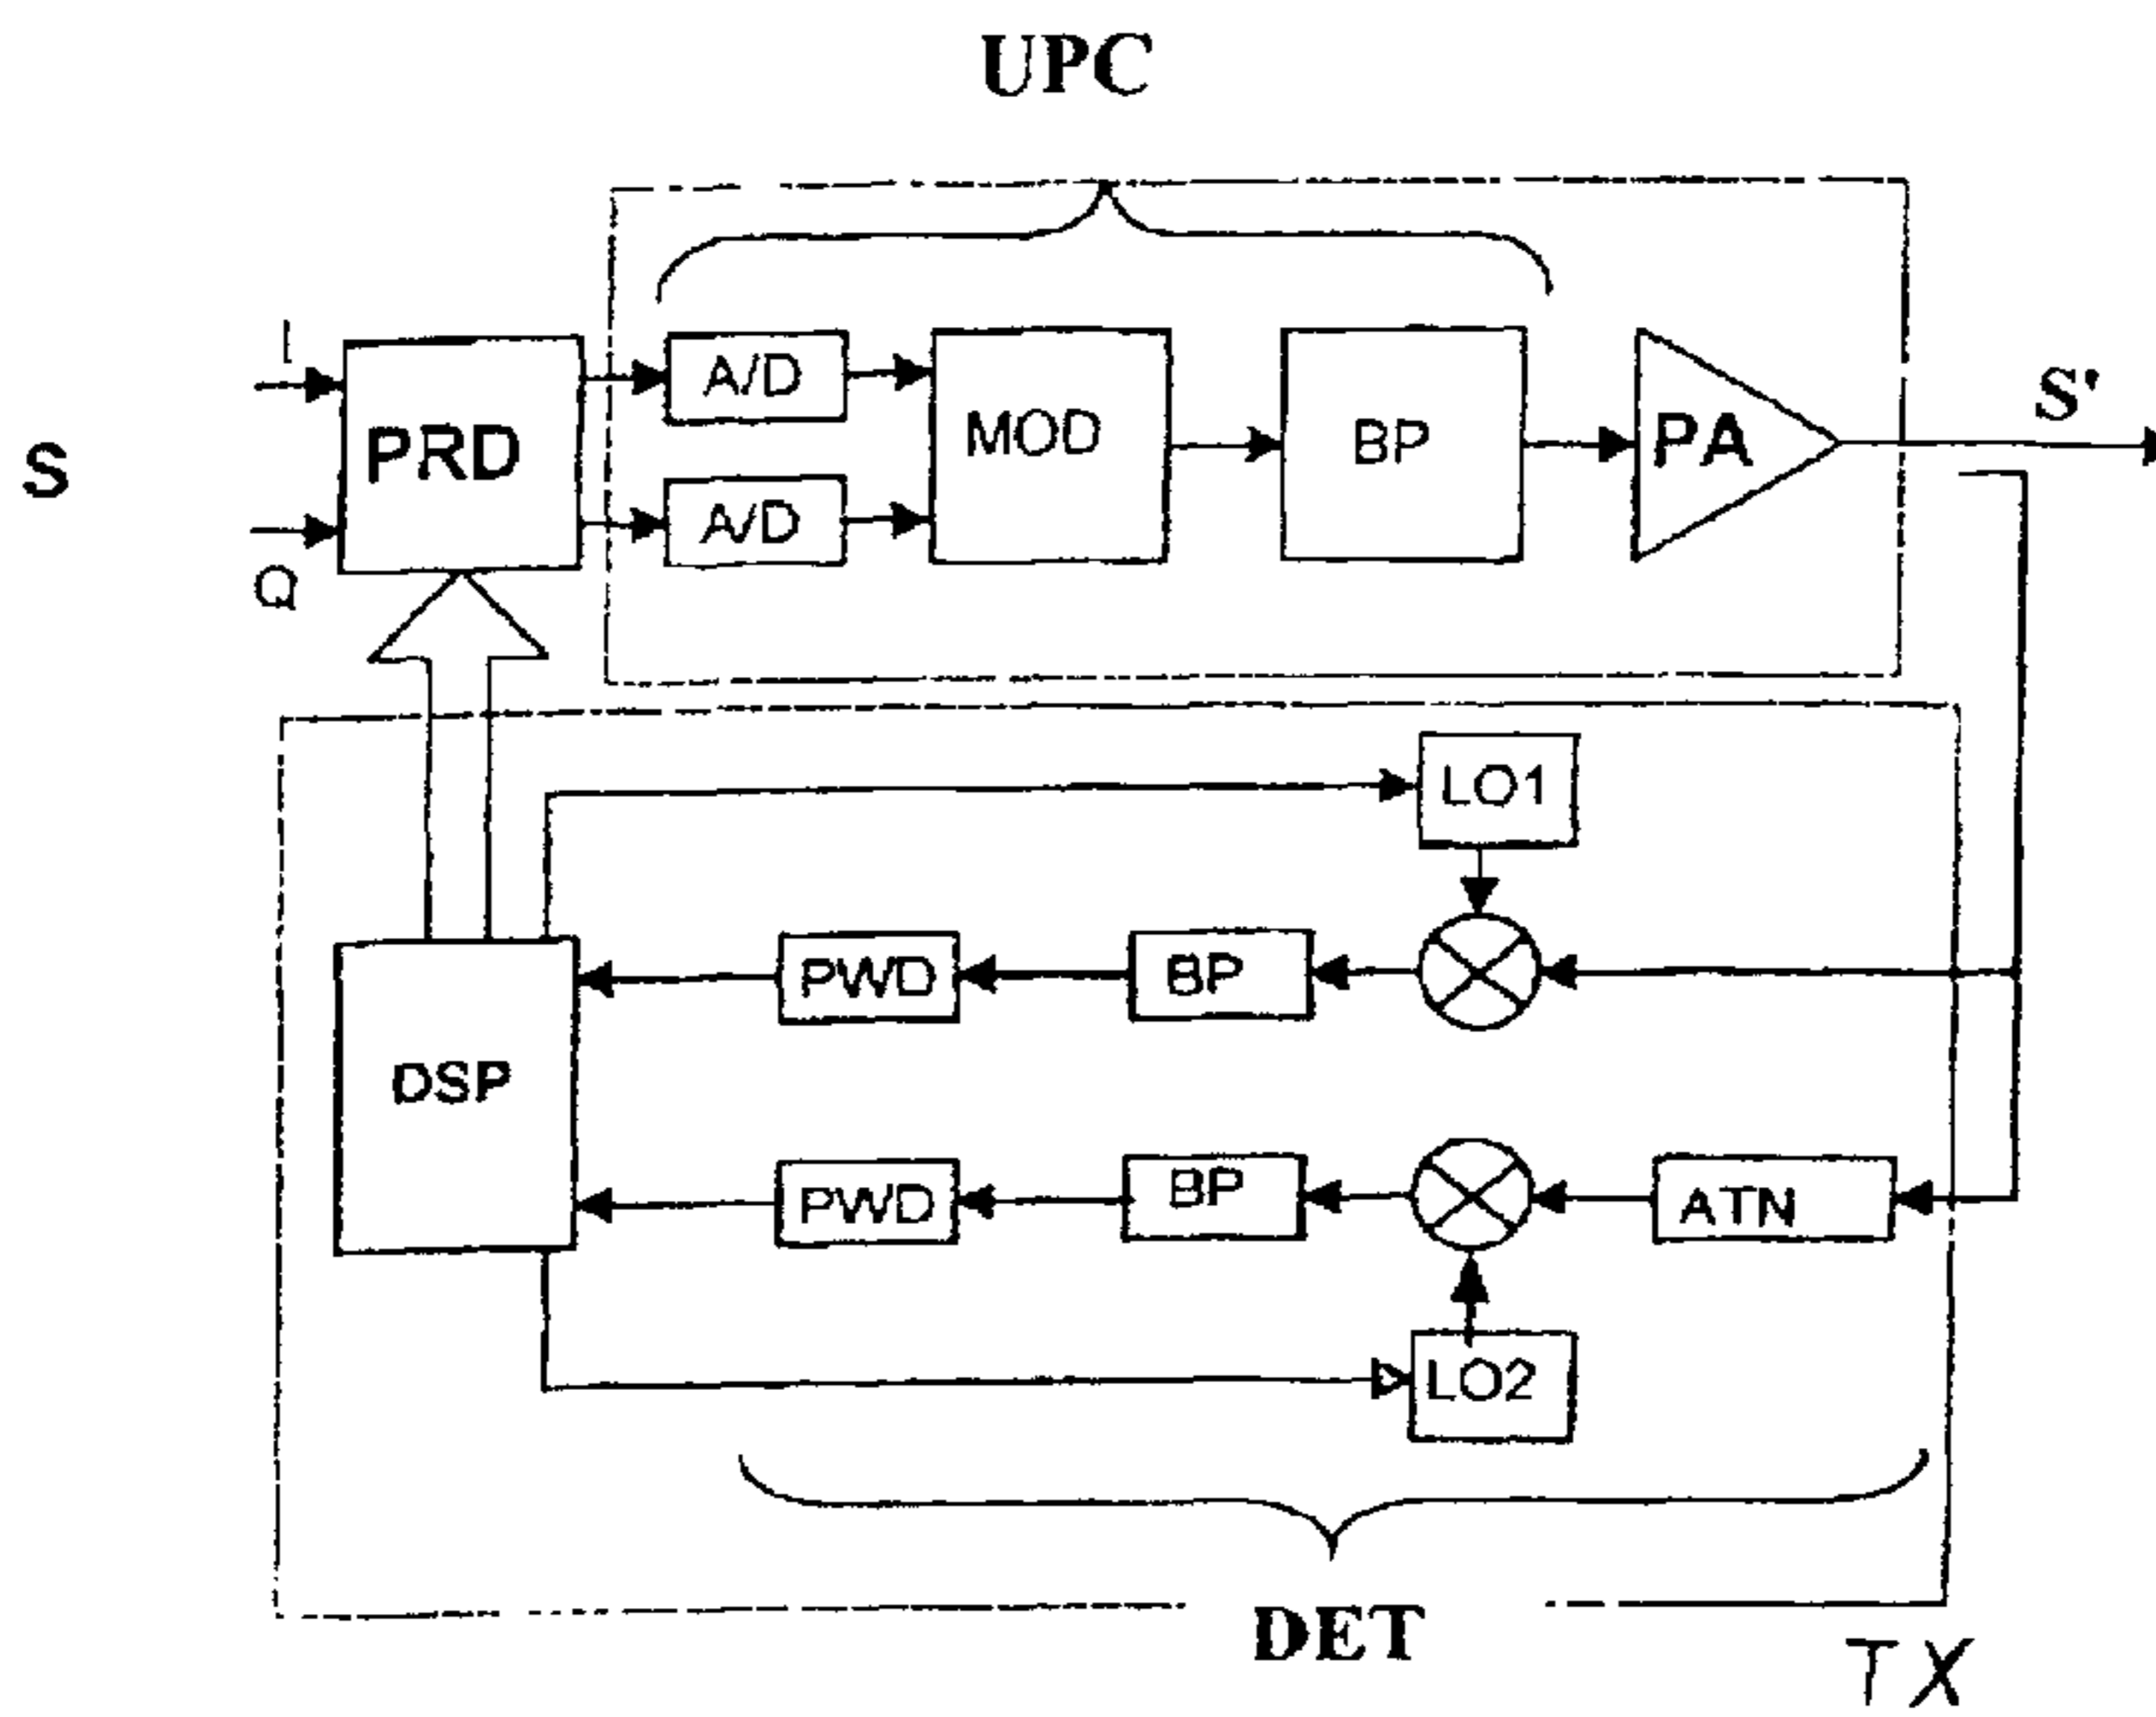 UPC
I
S
Q
PRD
A/D
A/D
MOD
BP
PA
S'
LO1
PWD
BP
DSP
PWD
BP
ATN
LO2
DET
TX